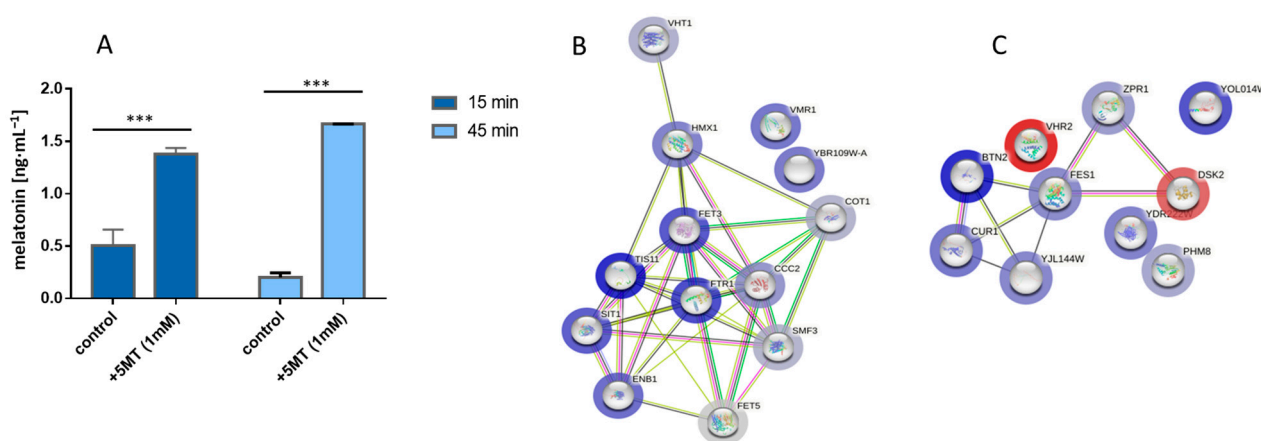 A
melatonin [ng·mL⁻¹]
2.0
1.5
1.0
0.5
0.0
***
***
control
+5MT (1mM)
control
+5MT (1mM)
15 min
45 min
B
VHT1
VMR1
HMX1
YBR109W-A
COT1
FET3
TIS11
CCC2
FTR1
SIT1
SMF3
ENB1
FET5
C
ZPR1
YOL014W
VHR2
BTN2
FES1
DSK2
YDR222W
CUR1
PHM8
YJL144W